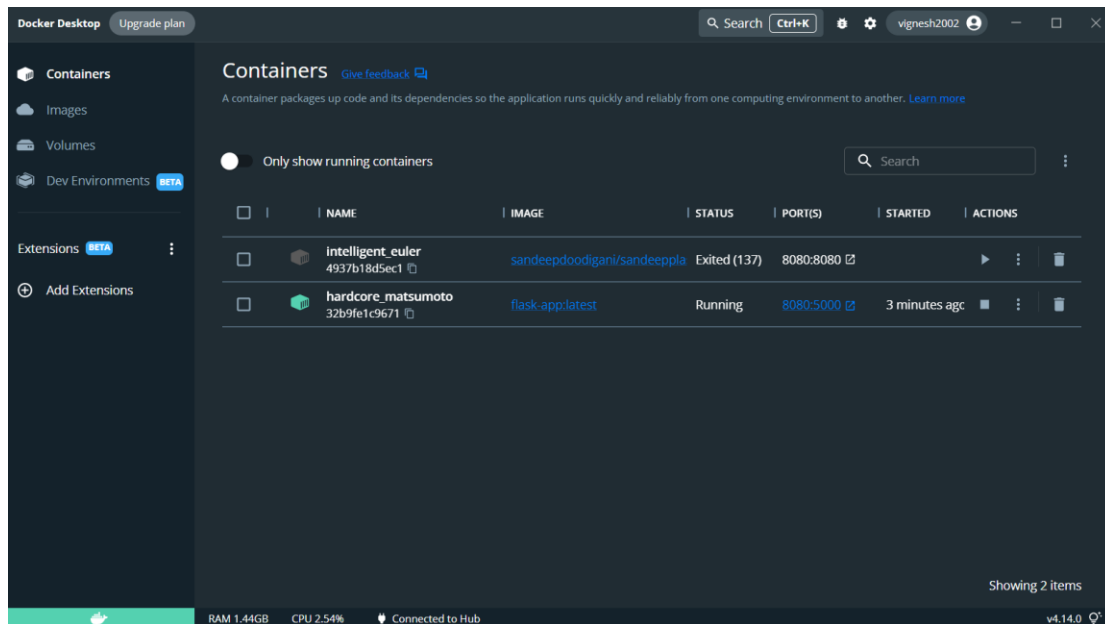 Docker Desktop Upgrade plan Search Ctrl+K vignesh2002
Containers
Images
Volumes
Dev Environments BETA
Extensions BETA
Add Extensions
Containers Give feedback
A container packages up code and its dependencies so the application runs quickly and reliably from one computing environment to another. Learn more
Only show running containers Search
NAME IMAGE STATUS PORT(S) STARTED ACTIONS
intelligent_euler sandeepdoodigani/sandeeppla Exited (137) 8080:8080
4937b18d5ec1
hardcore_matsumoto flask-app:latest Running 8080:5000 3 minutes agc
32b9fe1c9671
Showing 2 items
RAM 1.44GB CPU 2.54% Connected to Hub v4.14.0